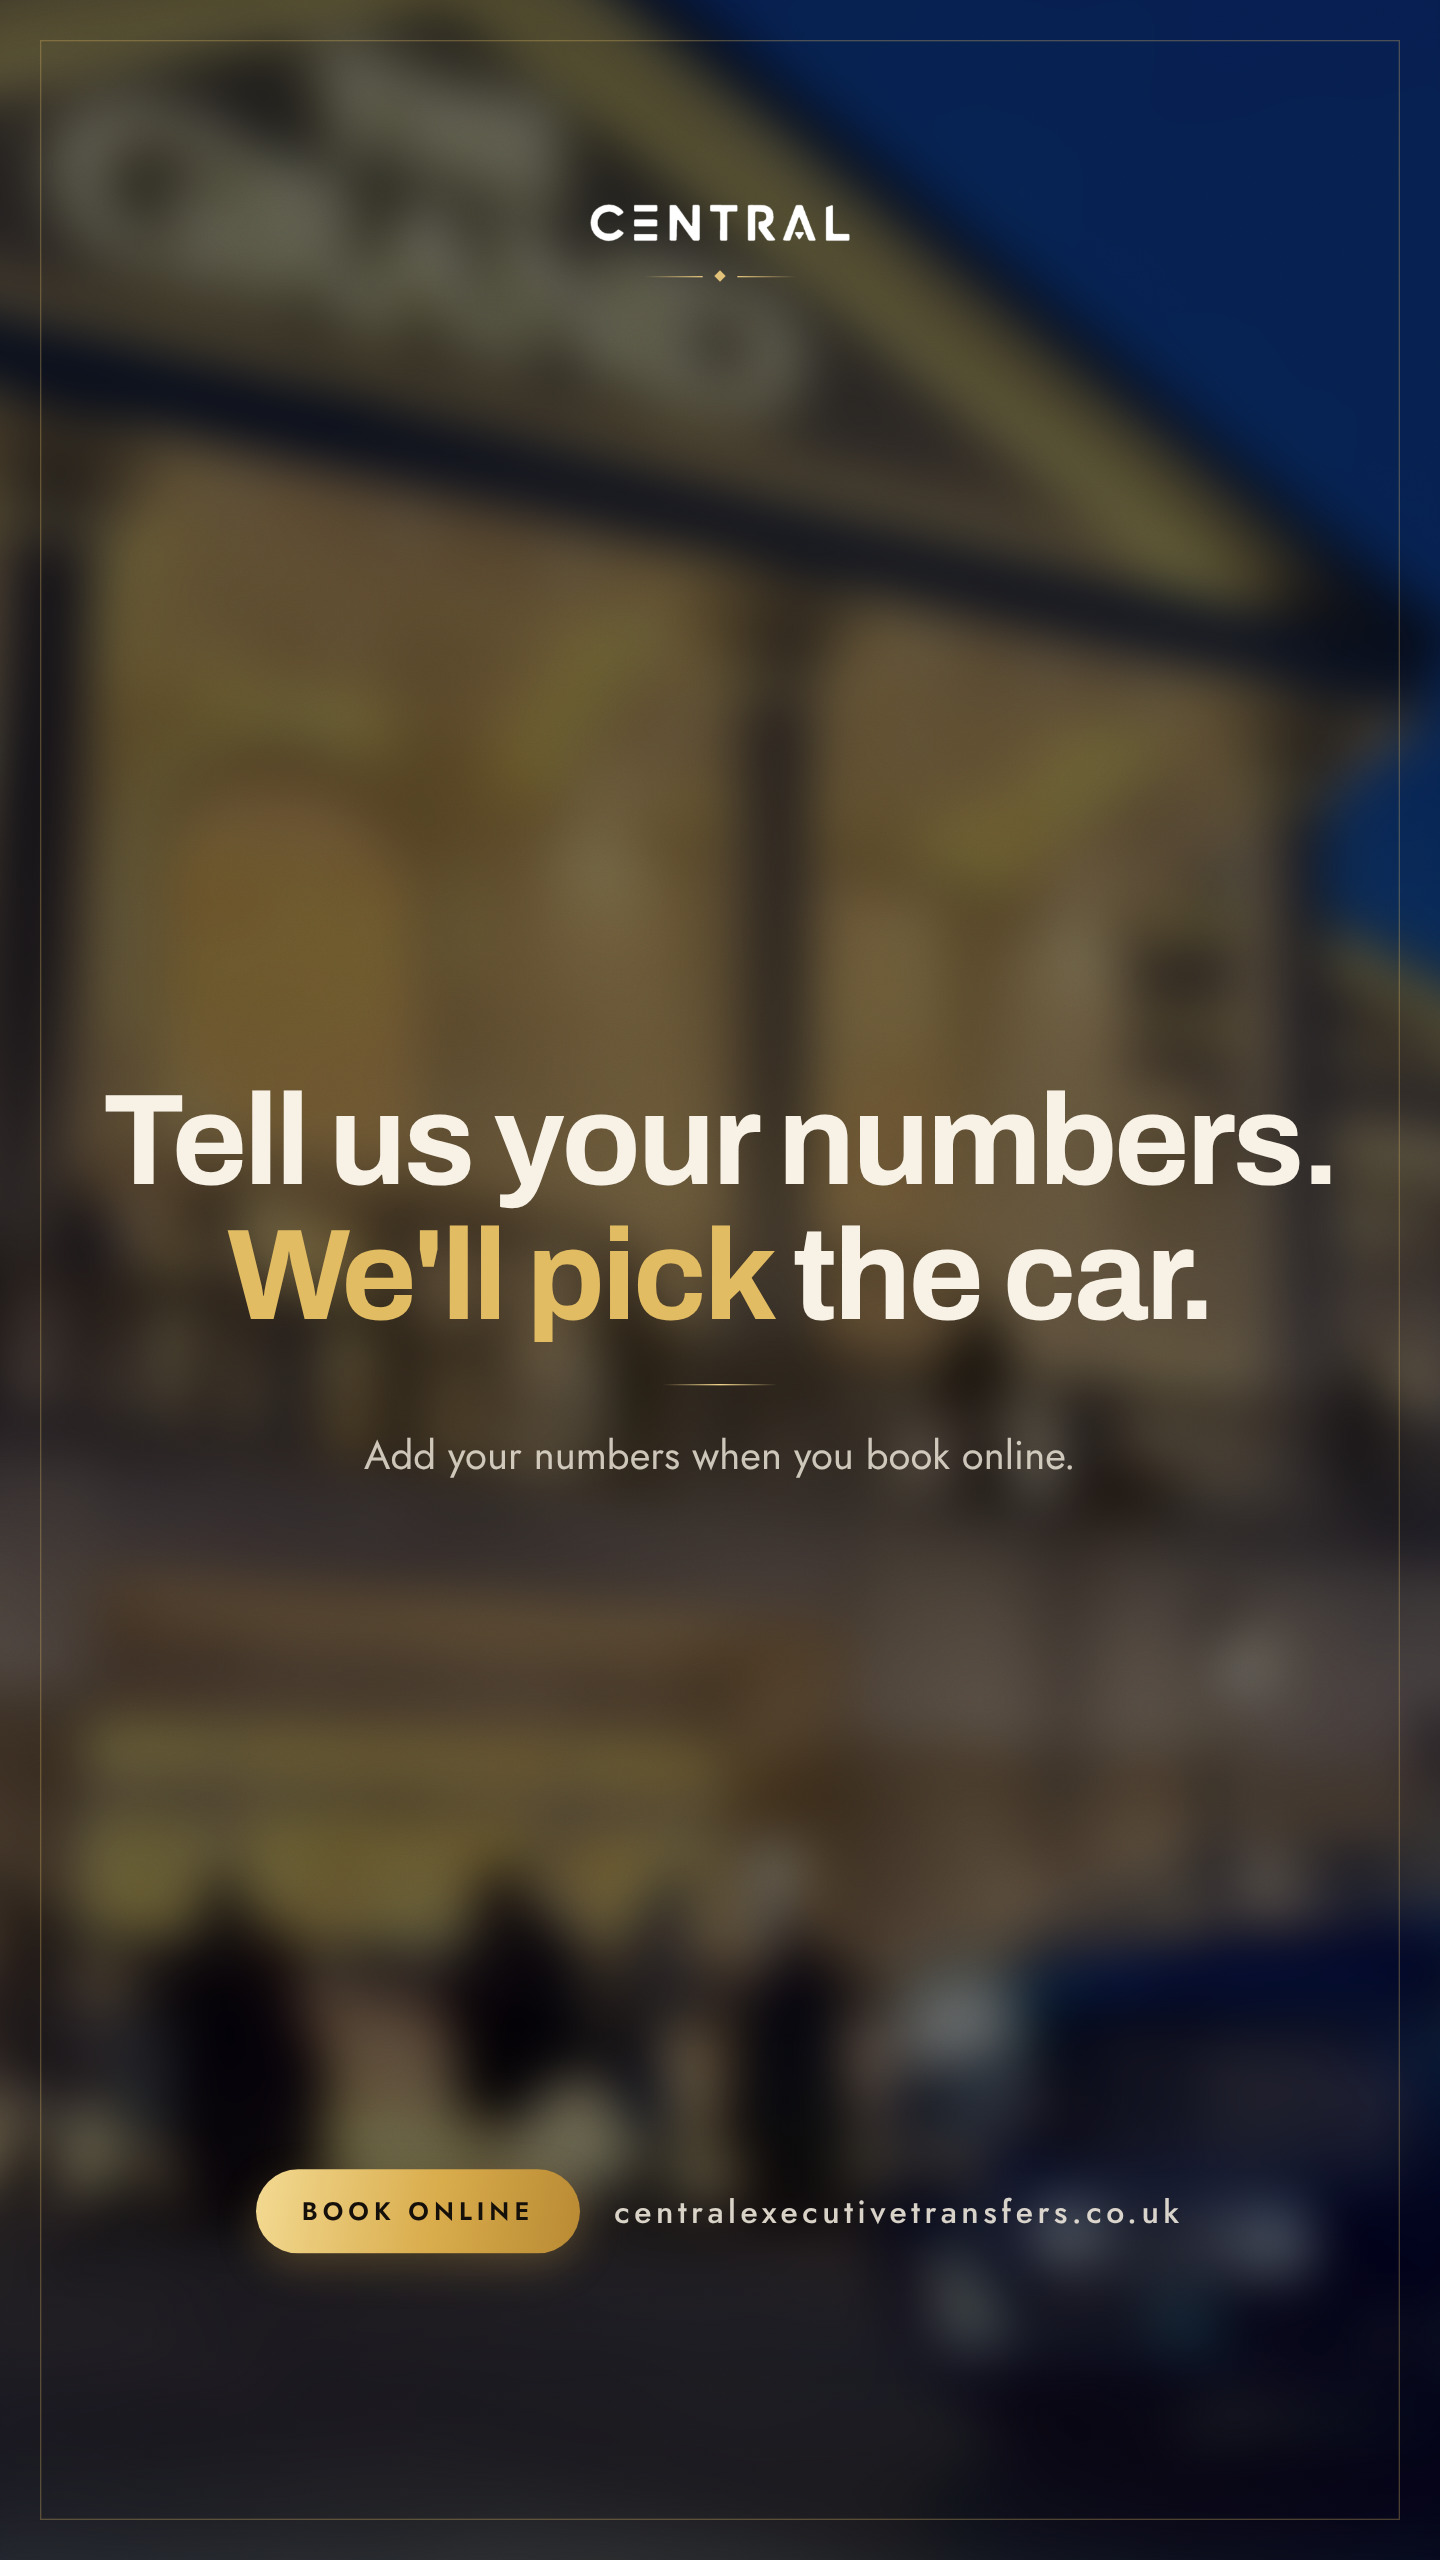 CENTRAL
Tell us your numbers.
We'll pick the car.
Add your numbers when you book online.
BOOK ONLINE
centralexecutivetransfers.co.uk